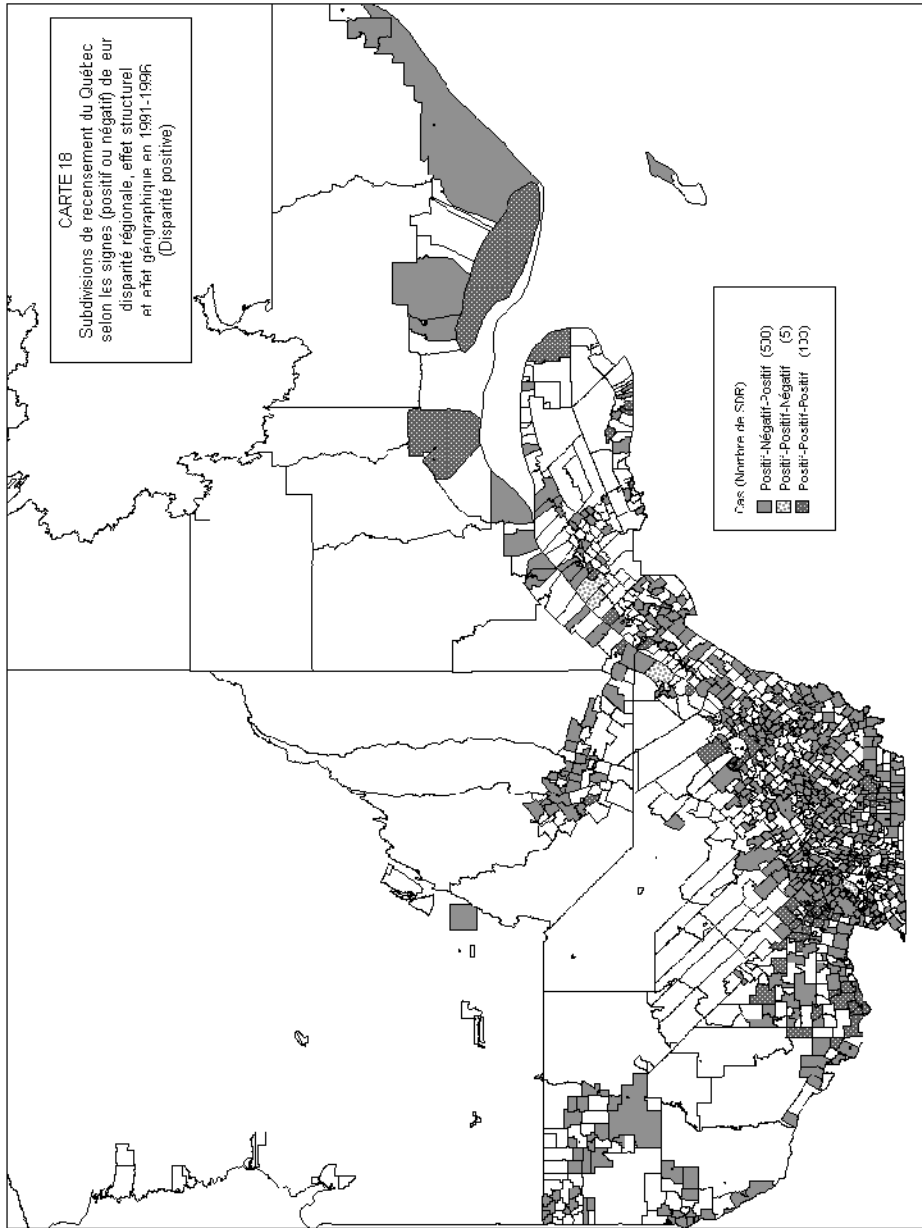 CARTE 18
Subdivisions de recensement du Québec
selon les signes (positif ou négatif) de eur
disparité régionale, effet structurel
et effet géographique en 1991-1996
(Disparité positive)
Cas (Nombre de SDR)
Positif-Négatif-Positif (500)
Positif-Positif-Négatif (5)
Positif-Positif-Positif (100)